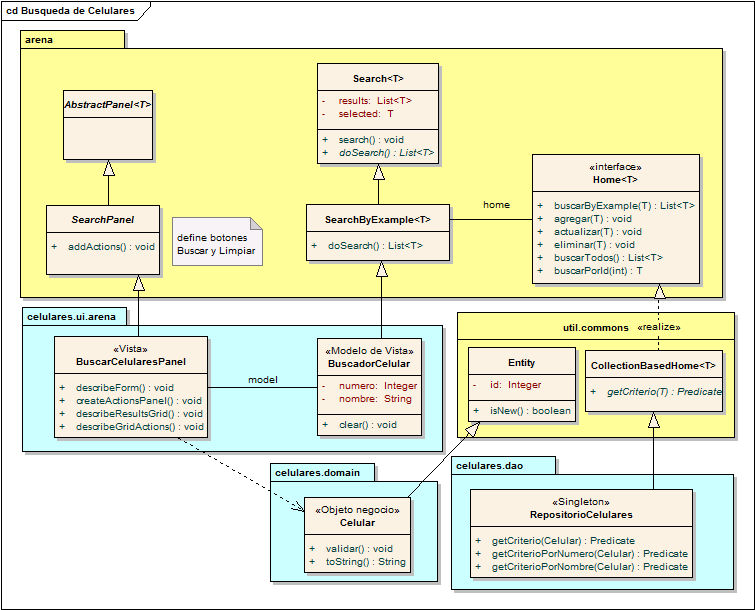 cd Busqueda de Celulares
arena
AbstractPanel<T>
Search<T>
- results: List<T>
- selected: T
+ search() : void
+ doSearch() : List<T>
«interface»
Home<T>
+ buscarByExample(T) : List<T>
+ agregar(T) : void
+ actualizar(T) : void
+ eliminar(T) : void
+ buscarTodos() : List<T>
+ buscarPorId(int) : T
SearchPanel
+ addActions() : void
define botones
Buscar y Limpiar
SearchByExample<T>
+ doSearch() : List<T>
home
celulares.ui.arena
«Vista»
BuscarCelularesPanel
+ describeForm() : void
+ createActionsPanel() : void
+ describeResultsGrid() : void
+ describeGridActions() : void
model
«Modelo de Vista»
BuscadorCelular
- numero: Integer
- nombre: String
+ clear() : void
util.commons
«realize»
Entity
- id: Integer
+ isNew() : boolean
CollectionBasedHome<T>
+ getCriterio(T) : Predicate
celulares.domain
«Objeto negocio»
Celular
+ validar() : void
+ toString() : String
celulares.dao
«Singleton»
RepositorioCelulares
+ getCriterio(Celular) : Predicate
+ getCriterioPorNumero(Celular) : Predicate
+ getCriterioPorNombre(Celular) : Predicate